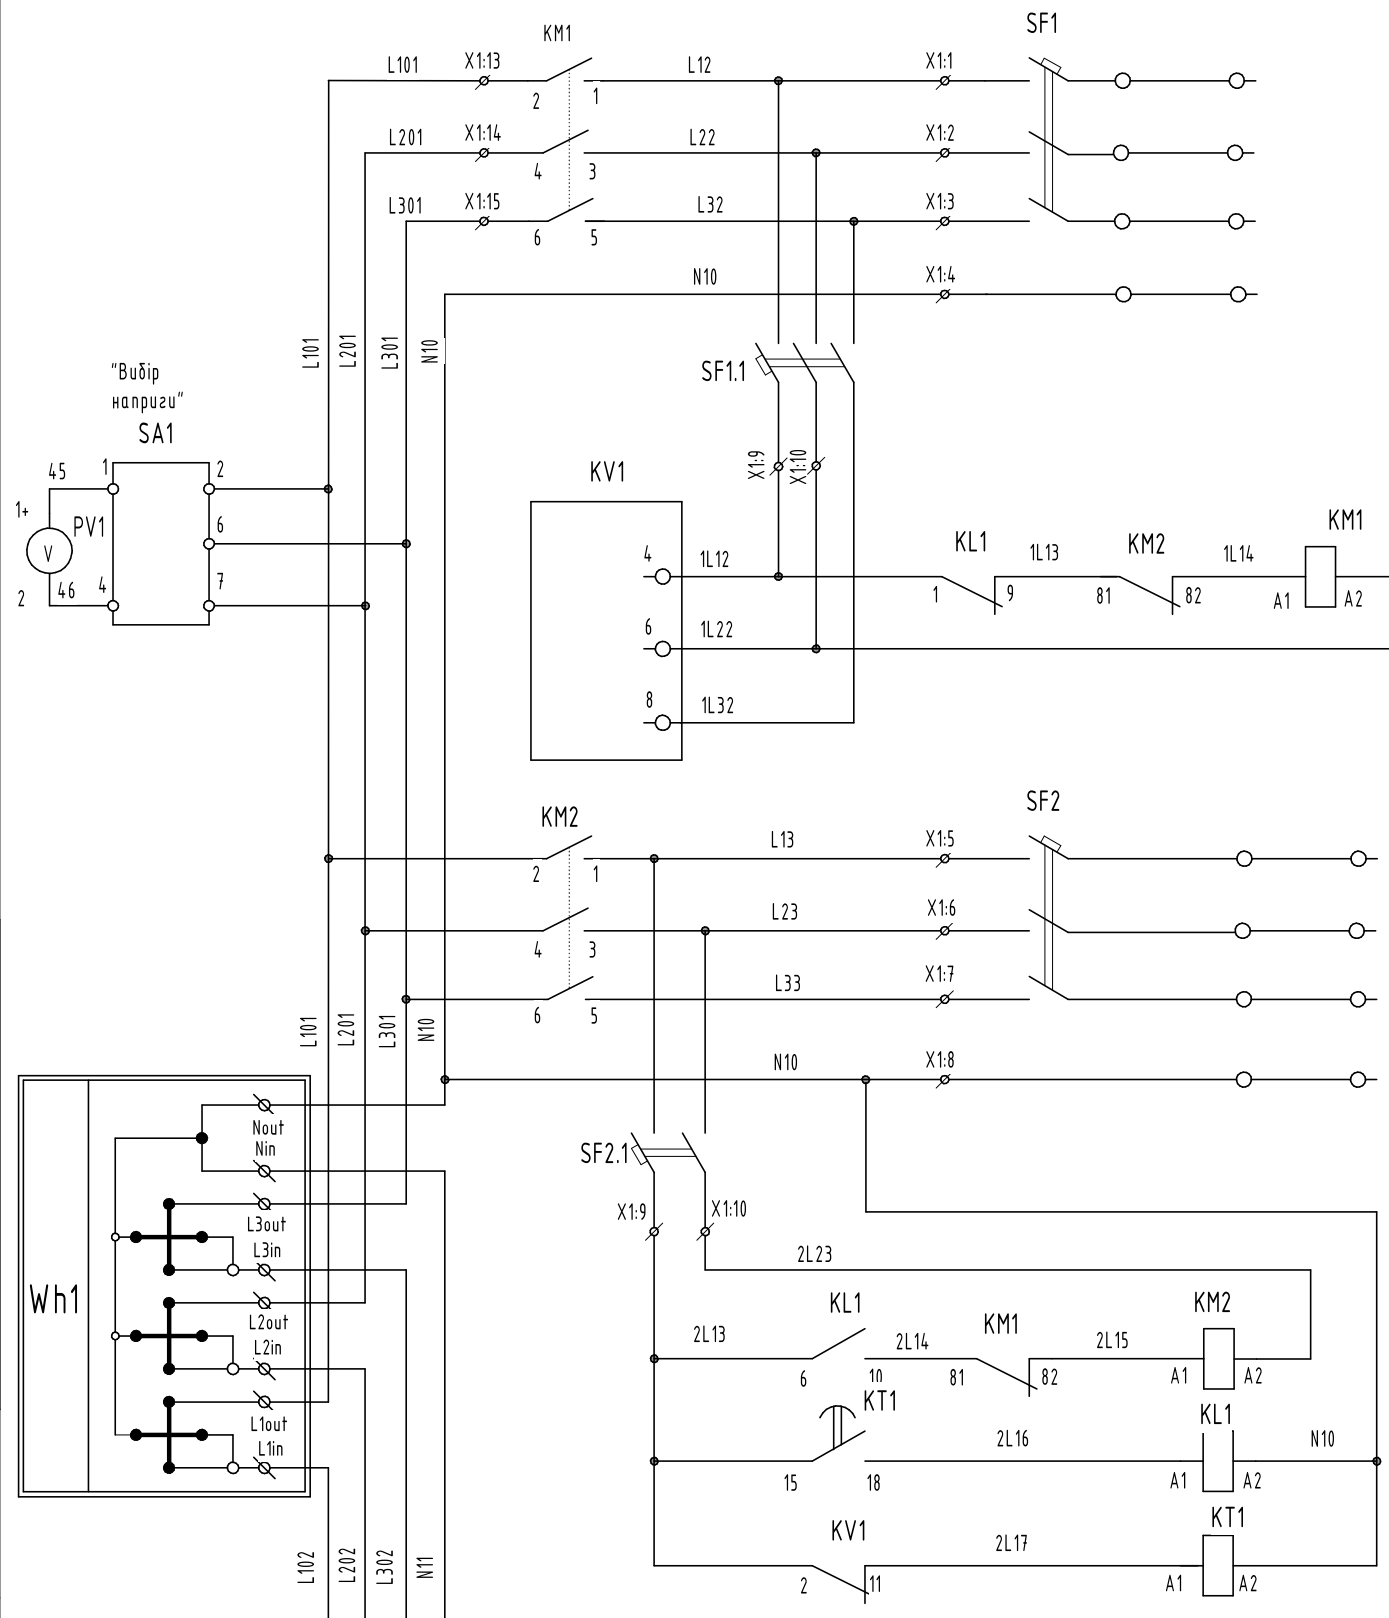 KM1
SF1
L101
X1:13
L12
X1:1
2
1
L201
X1:14
L22
X1:2
4
3
L301
X1:15
L32
X1:3
6
5
N10
X1:4
L101
L201
L301
N10
"Вибір
наприги"
SA1
SF1.1
X1:9
X1:10
45
1
2
1+
PV1
6
V
4
7
2
46
KV1
4
1L12
KL1
1L13
KM2
1L14
KM1
1
9
81
82
A1
A2
6
1L22
8
1L32
KM2
SF2
L13
X1:5
2
1
L23
X1:6
4
3
L33
X1:7
6
5
L101
L201
L301
N10
N10
X1:8
Nout
Nin
SF2.1
L3out
X1:9
X1:10
L3in
2L23
Wh1
L2out
L2in
KL1
KM1
KM2
2L13
2L14
2L15
6
10
81
82
A1
A2
KT1
L1out
L1in
KL1
2L16
N10
15
18
A1
A2
L102
L202
L302
N11
KV1
2L17
KT1
2
11
A1
A2